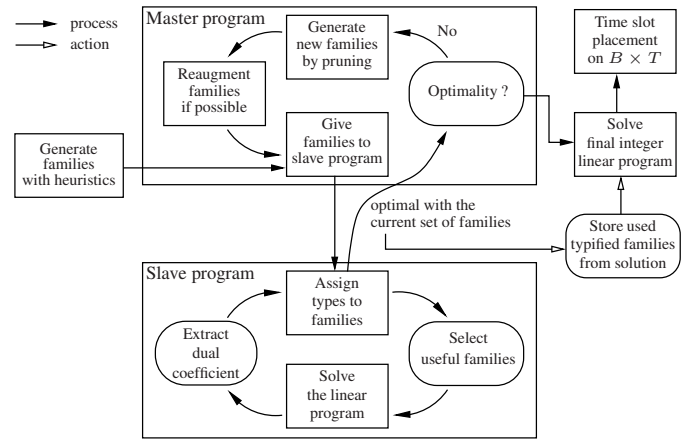 process
action
Master program
Generate
new families
by pruning
No
Reaugment
families
if possible
Optimality ?
Give
families to
slave program
Generate
families
with heuristics
Time slot
placement
on B × T
Solve
final integer
linear program
optimal with the
current set of families
Store used
typified families
from solution
Slave program
Assign
types to
families
Extract
dual
coefficient
Select
useful families
Solve
the linear
program